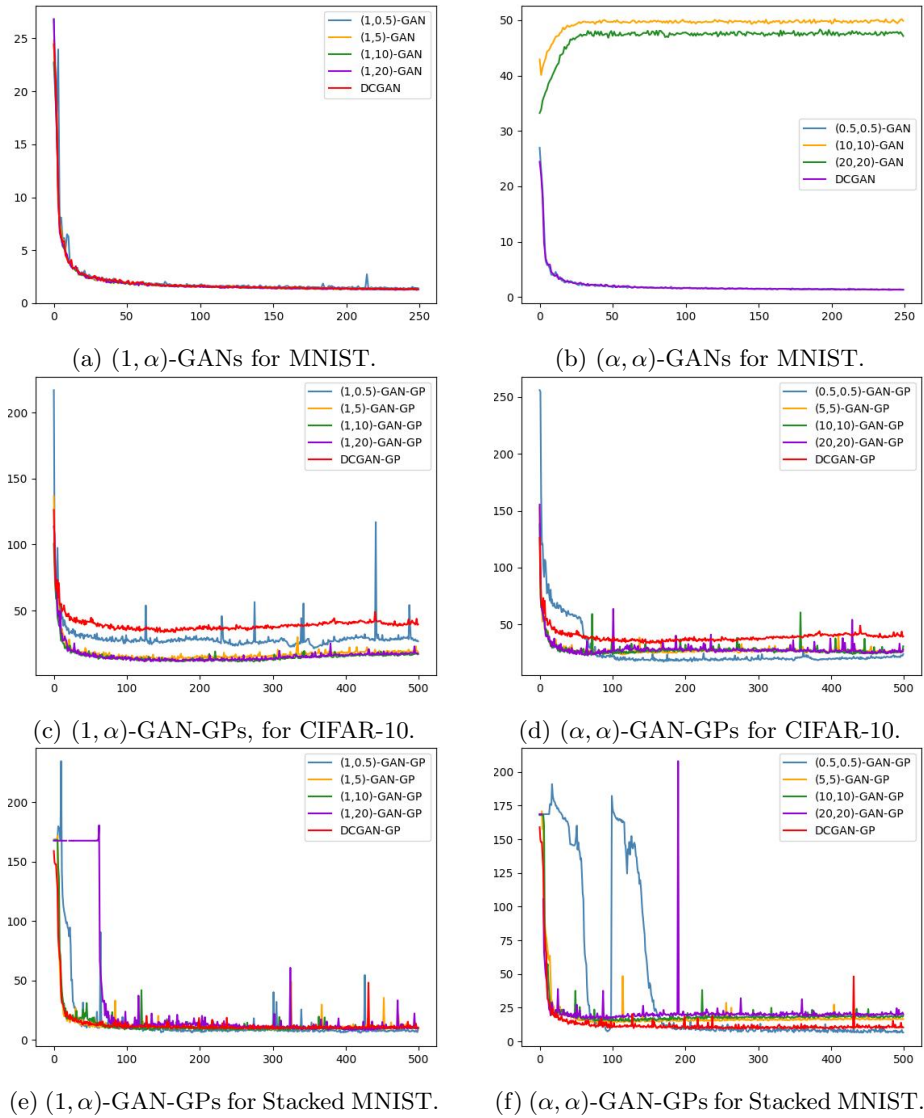 25
20
15
10
5
0
0 50 100 150 200 250
(1,0.5)-GAN
(1,5)-GAN
(1,10)-GAN
(1,20)-GAN
DCGAN
(a) (1, α)-GANs for MNIST.
50
40
30
20
10
0
0 50 100 150 200 250
(0.5,0.5)-GAN
(10,10)-GAN
(20,20)-GAN
DCGAN
(b) (α, α)-GANs for MNIST.
200
150
100
50
0 100 200 300 400 500
(1,0.5)-GAN-GP
(1,5)-GAN-GP
(1,10)-GAN-GP
(1,20)-GAN-GP
DCGAN-GP
(c) (1, α)-GAN-GPs, for CIFAR-10.
250
200
150
100
50
0 100 200 300 400 500
(0.5,0.5)-GAN-GP
(5,5)-GAN-GP
(10,10)-GAN-GP
(20,20)-GAN-GP
DCGAN-GP
(d) (α, α)-GAN-GPs for CIFAR-10.
200
150
100
50
0
0 100 200 300 400 500
(1,0.5)-GAN-GP
(1,5)-GAN-GP
(1,10)-GAN-GP
(1,20)-GAN-GP
DCGAN-GP
(e) (1, α)-GAN-GPs for Stacked MNIST.
200
175
150
125
100
75
50
25
0
0 100 200 300 400 500
(0.5,0.5)-GAN-GP
(5,5)-GAN-GP
(10,10)-GAN-GP
(20,20)-GAN-GP
DCGAN-GP
(f) (α, α)-GAN-GPs for Stacked MNIST.